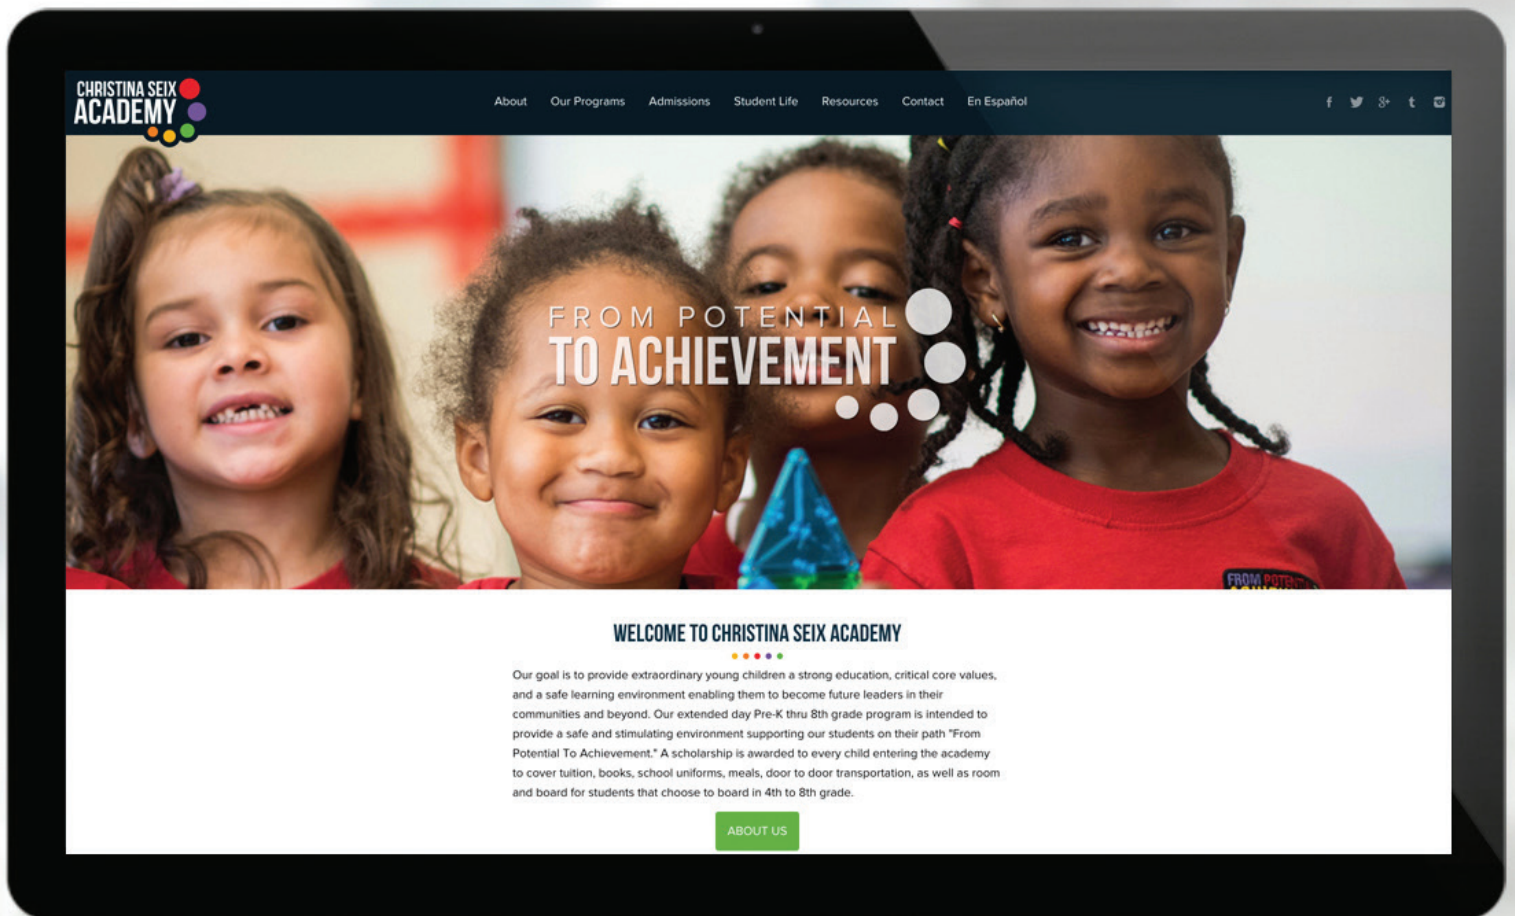 CHRISTINA SEIX
ACADEMY
About Our Programs Admissions Student Life Resources Contact En Español
FROM POTENTIAL
TO ACHIEVEMENT
FROM POTENTIAL
WELCOME TO CHRISTINA SEIX ACADEMY
Our goal is to provide extraordinary young children a strong education, critical core values,
and a safe learning environment enabling them to become future leaders in their
communities and beyond. Our extended day Pre-K thru 8th grade program is intended to
provide a safe and stimulating environment supporting our students on their path "From
Potential To Achievement." A scholarship is awarded to every child entering the academy
to cover tuition, books, school uniforms, meals, door to door transportation, as well as room
and board for students that choose to board in 4th to 8th grade.
ABOUT US